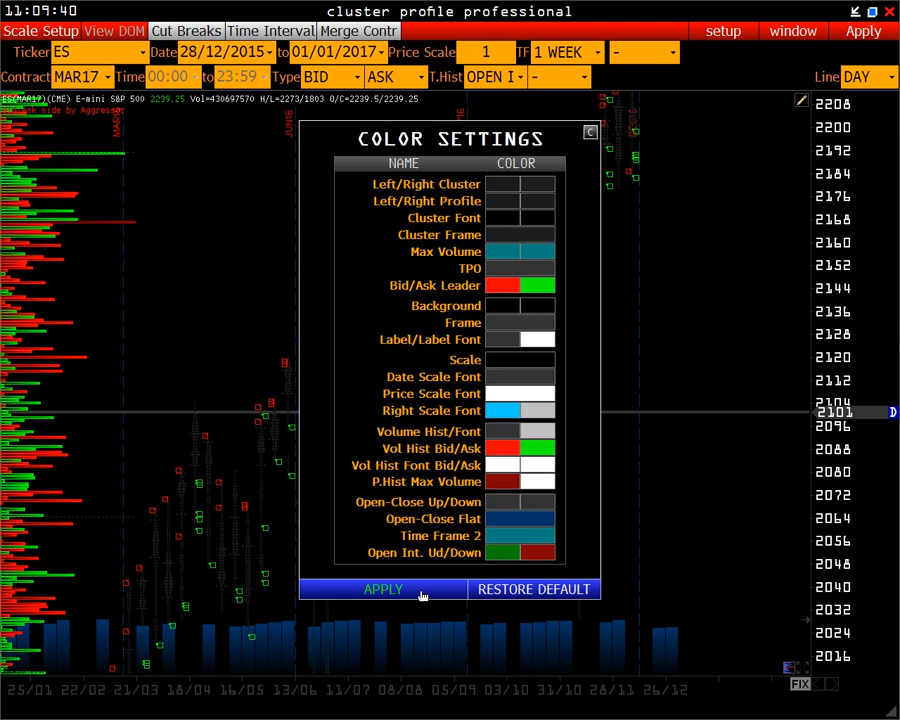 11:09:40 cluster profile professional
Scale Setup View DOM Cut Breaks Time Interval Merge Contr setup window Apply
Ticker ES Date 28/12/2015 to 01/01/2017 Price Scale 1 TF 1 WEEK -
Contract MAR17 Time 00:00 to 23:59 Type BID ASK T.Hist OPEN I - Line DAY
ES(MAR17)(CME) E-mini S&P 500 2239.25 Vol=430697570 H/L=2273/1803 O/C=2239.5/2239.25
COLOR SETTINGS
C
NAME COLOR
Left/Right Cluster
Left/Right Profile
Cluster Font
Cluster Frame
Max Volume
TPO
Bid/Ask Leader
Background
Frame
Label/Label Font
Scale
Date Scale Font
Price Scale Font
Right Scale Font
Volume Hist/Font
Vol Hist Bid/Ask
Vol Hist Font Bid/Ask
P.Hist Max Volume
Open-Close Up/Down
Open-Close Flat
Time Frame 2
Open Int. Ud/Down
APPLY RESTORE DEFAULT
2208
2200
2192
2184
2176
2168
2160
2152
2144
2136
2128
2120
2112
2104
2101 D
2096
2088
2080
2072
2064
2056
2048
2040
2032
2024
2016
FIX
25/01 22/02 21/03 18/04 16/05 13/06 11/07 08/08 05/09 03/10 31/10 28/11 26/12